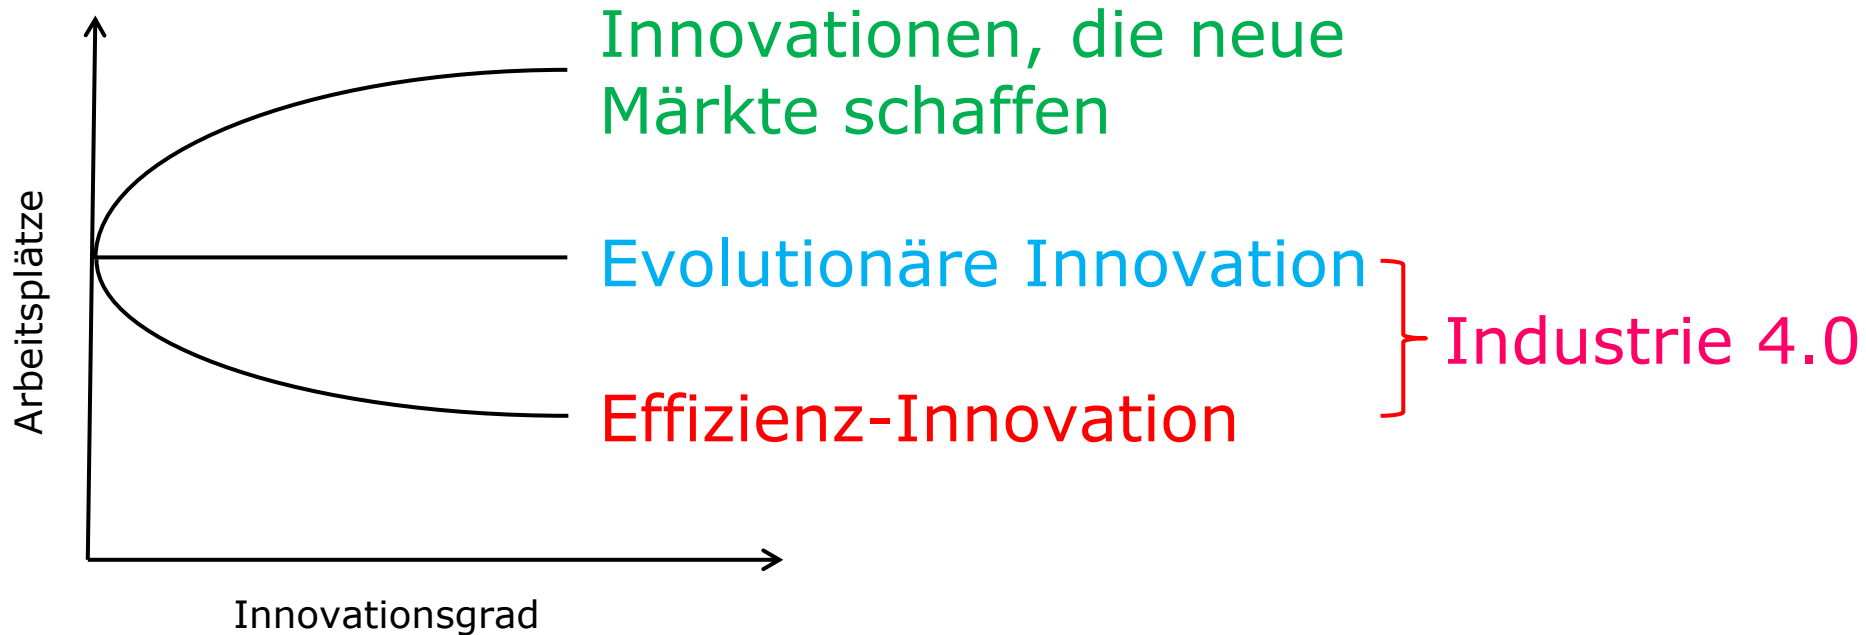 Innovationen, die neue
Märkte schaffen
Arbeitsplätze
Evolutionäre Innovation
Industrie 4.0
Effizienz-Innovation
Innovationsgrad